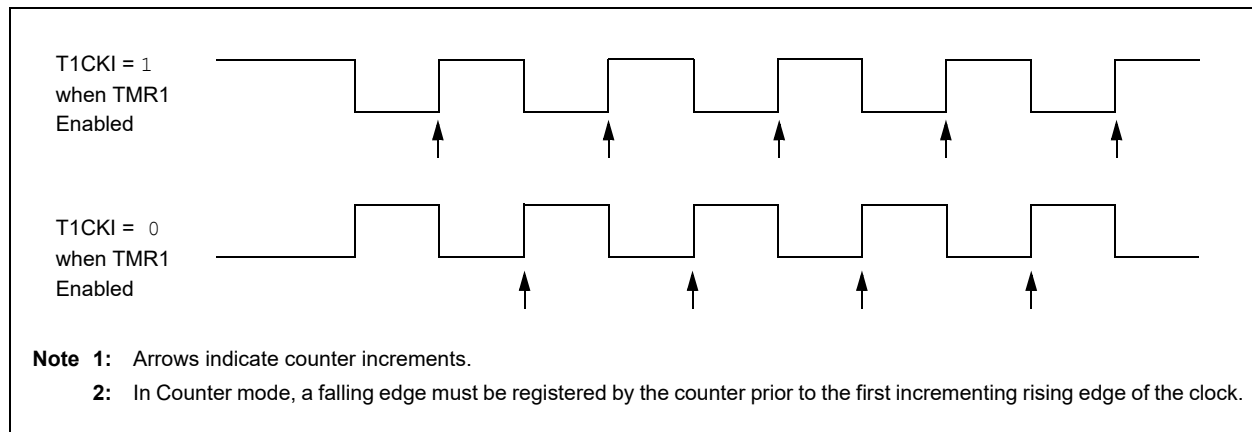 T1CKI = 1
when TMR1
Enabled
T1CKI = 0
when TMR1
Enabled
Note 1: Arrows indicate counter increments.
2: In Counter mode, a falling edge must be registered by the counter prior to the first incrementing rising edge of the clock.